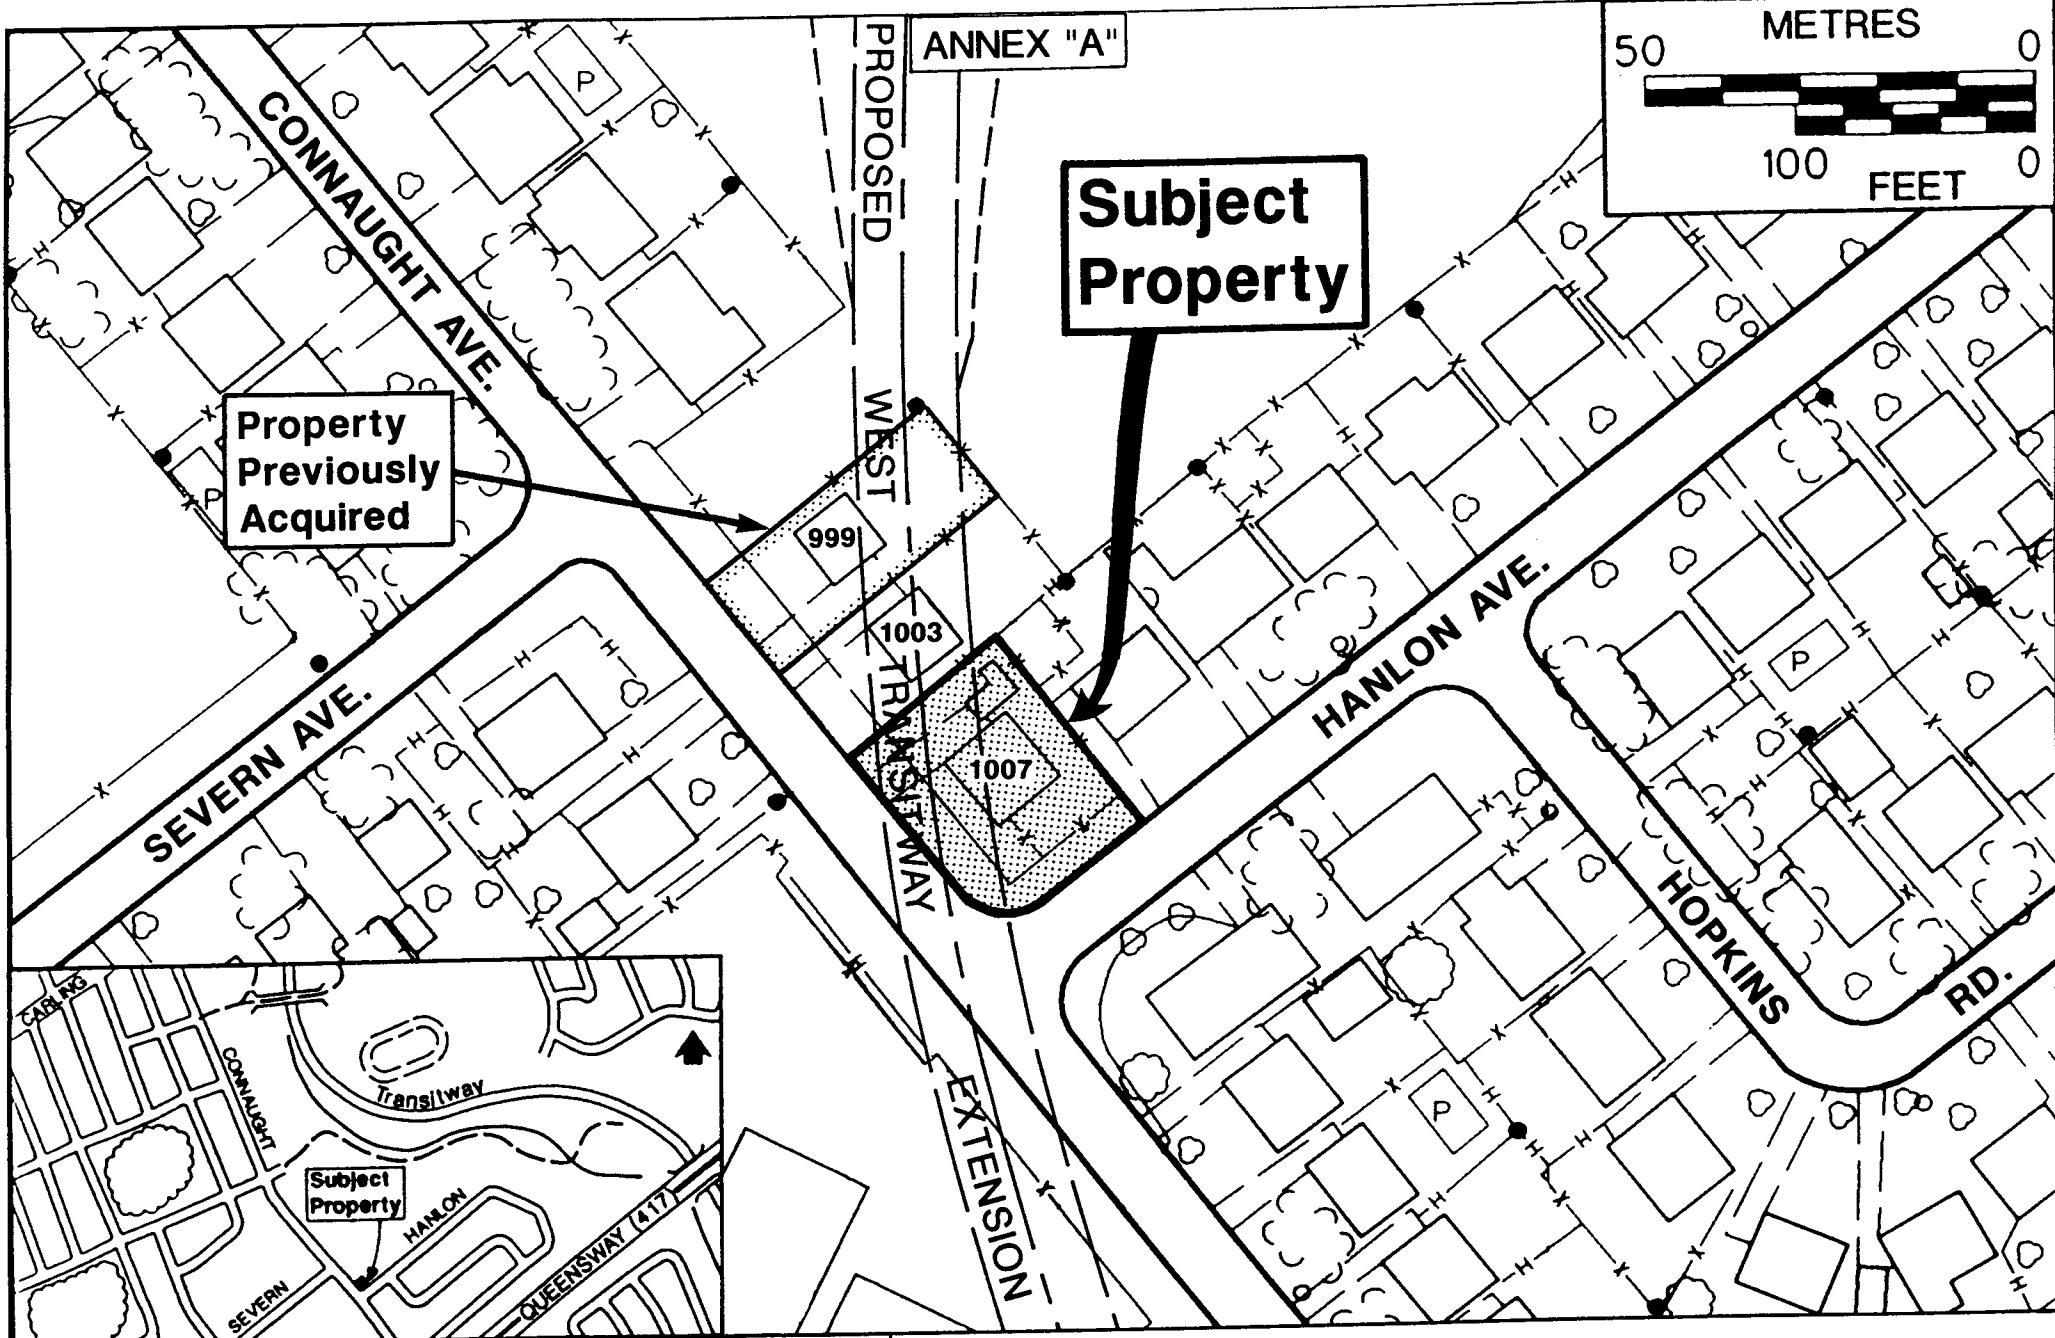 ANNEX "A"
METRES
50 0
100 0
FEET
PROPOSED
WEST
TRANSITWAY
EXTENSION
CONNAUGHT AVE.
P
Subject
Property
Property
Previously
Acquired
P
999
1003
1007
SEVERN AVE.
HANLON AVE.
P
HOPKINS
RD.
P
CARLING
CONNAUGHT
Transitway
Subject
Property
HANLON
QUEENSWAY (417
SEVERN